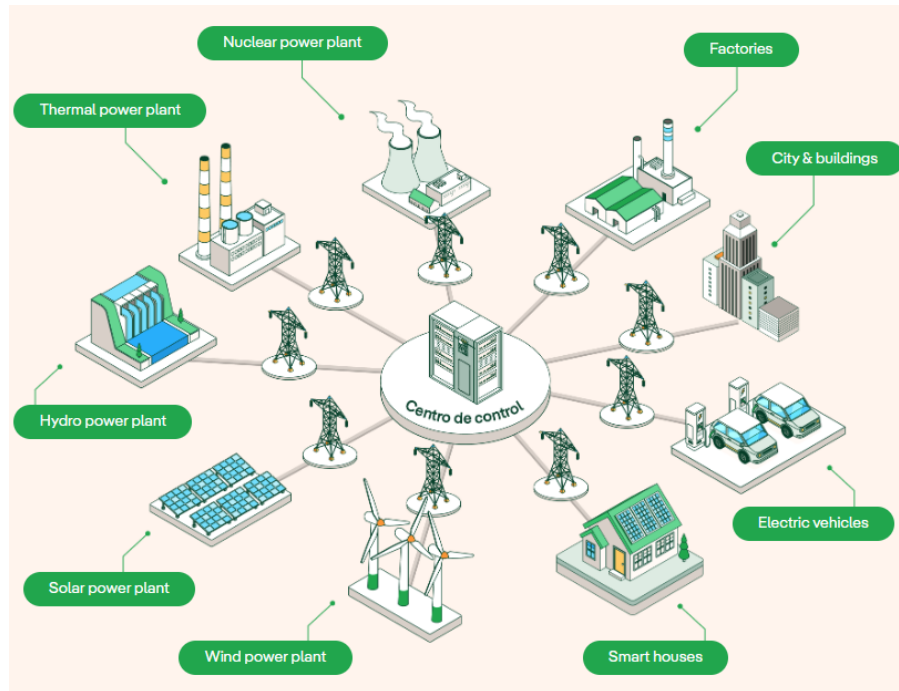 Nuclear power plant
Factories
Thermal power plant
City & buildings
Centro de control
Hydro power plant
Electric vehicles
Solar power plant
Wind power plant
Smart houses